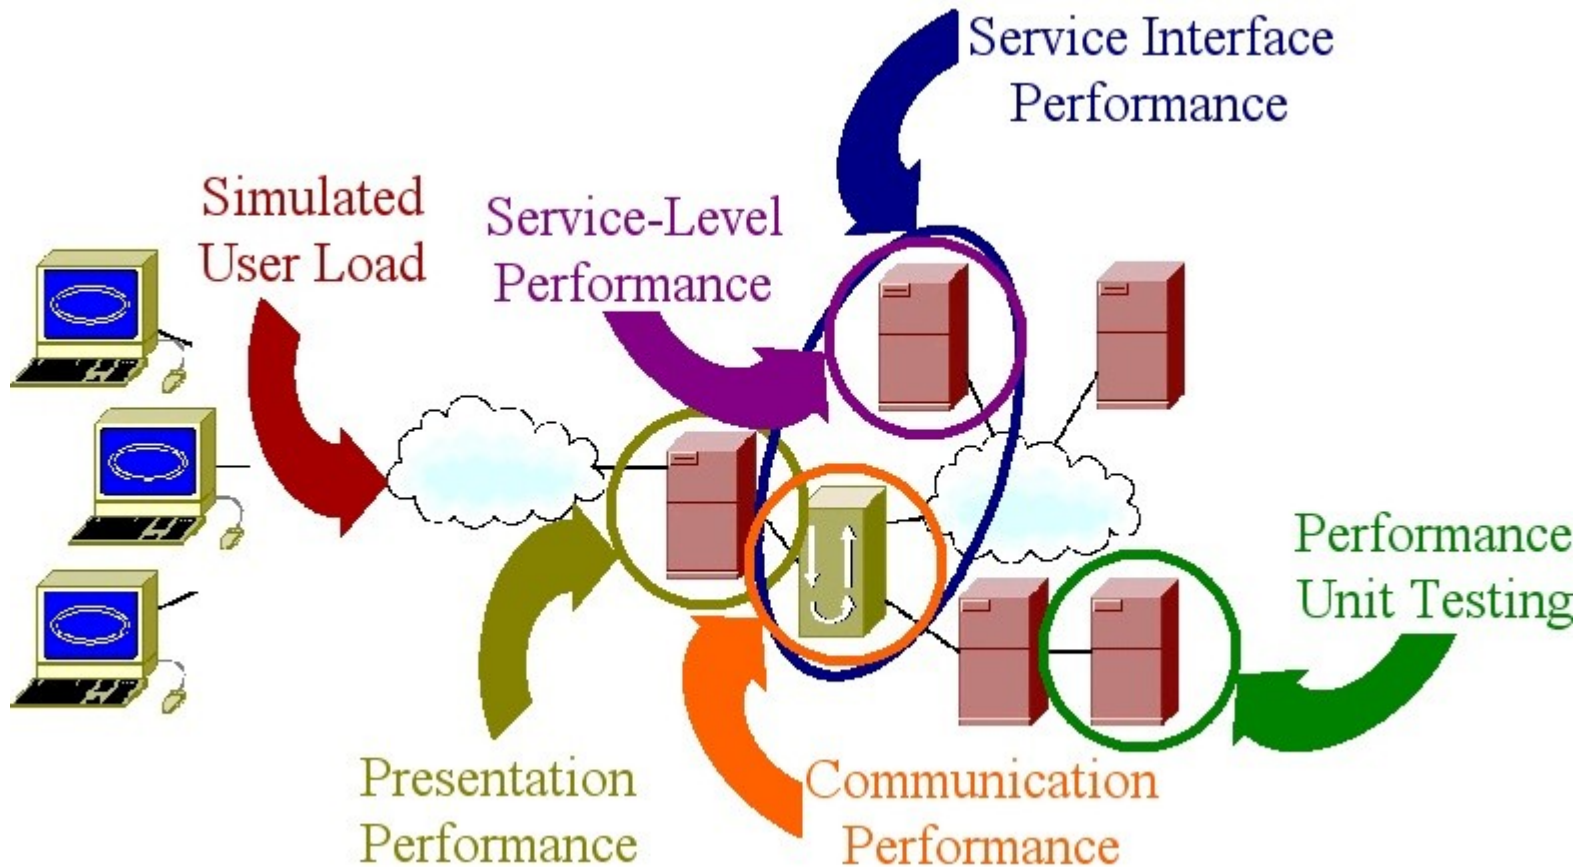 Service Interface
Performance
Simulated
User Load
Service-Level
Performance
Performance
Unit Testing
Presentation
Performance
Communication
Performance